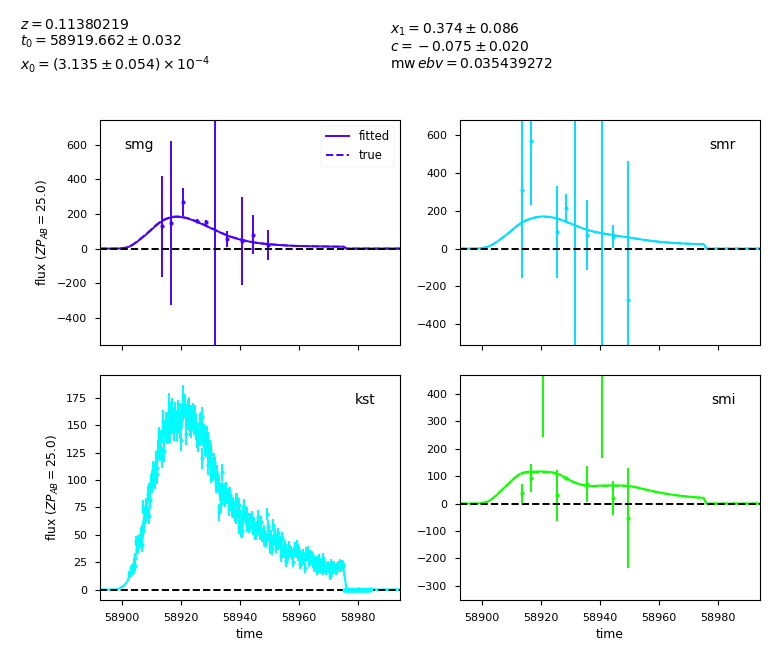 z = 0.11380219
t₀ = 58919.662 ± 0.032
x₀ = (3.135 ± 0.054) × 10⁻⁴
x₁ = 0.374 ± 0.086
c = −0.075 ± 0.020
mw ebv = 0.035439272
smg
fitted
true
600
400
200
0
−200
−400
flux (ZP_AB = 25.0)
smr
600
400
200
0
−200
−400
kst
175
150
125
100
75
50
25
0
flux (ZP_AB = 25.0)
58900 58920 58940 58960 58980
time
smi
400
300
200
100
0
−100
−200
−300
58900 58920 58940 58960 58980
time